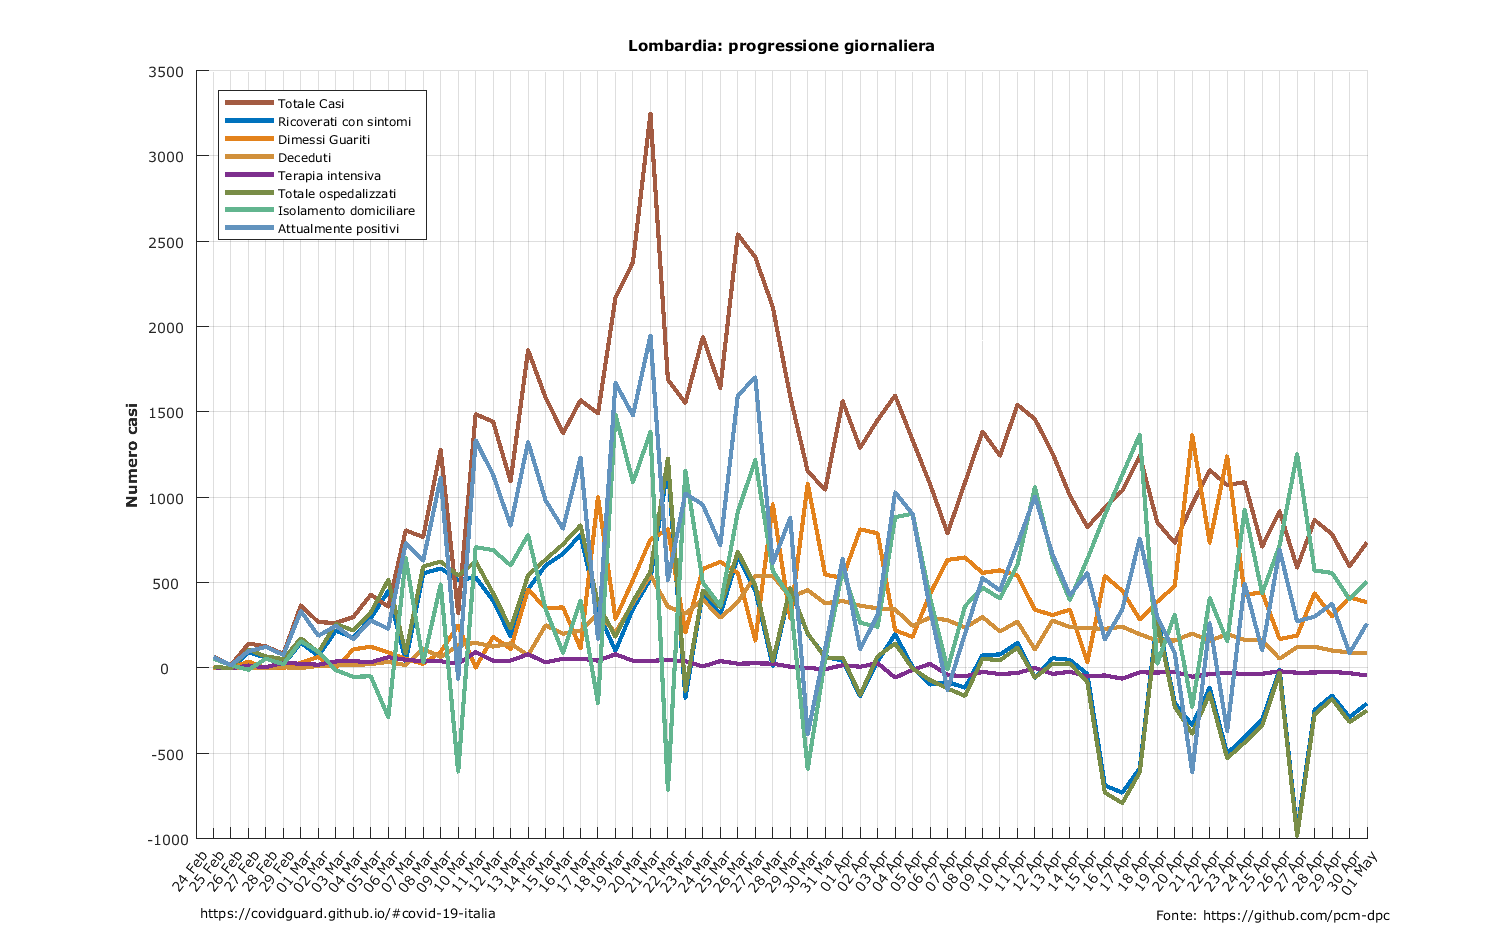 Lombardia: progressione giornaliera
3500
3000
2500
2000
1500
1000
500
0
-500
-1000
Numero casi
Totale Casi
Ricoverati con sintomi
Dimessi Guariti
Deceduti
Terapia intensiva
Totale ospedalizzati
Isolamento domiciliare
Attualmente positivi
24 Feb
25 Feb
26 Feb
27 Feb
28 Feb
29 Feb
01 Mar
02 Mar
03 Mar
04 Mar
05 Mar
06 Mar
07 Mar
08 Mar
09 Mar
10 Mar
11 Mar
12 Mar
13 Mar
14 Mar
15 Mar
16 Mar
17 Mar
18 Mar
19 Mar
20 Mar
21 Mar
22 Mar
23 Mar
24 Mar
25 Mar
26 Mar
27 Mar
28 Mar
29 Mar
30 Mar
31 Mar
01 Apr
02 Apr
03 Apr
04 Apr
05 Apr
06 Apr
07 Apr
08 Apr
09 Apr
10 Apr
11 Apr
12 Apr
13 Apr
14 Apr
15 Apr
16 Apr
17 Apr
18 Apr
19 Apr
20 Apr
21 Apr
22 Apr
23 Apr
24 Apr
25 Apr
26 Apr
27 Apr
28 Apr
29 Apr
30 Apr
01 May
https://covidguard.github.io/#covid-19-italia
Fonte: https://github.com/pcm-dpc